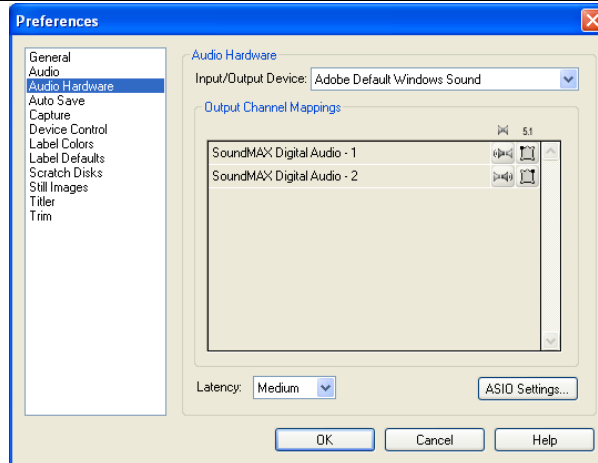 Preferences
General
Audio
Audio Hardware
Auto Save
Capture
Device Control
Label Colors
Label Defaults
Scratch Disks
Still Images
Titler
Trim
Audio Hardware
Input/Output Device: Adobe Default Windows Sound
Output Channel Mappings
5.1
SoundMAX Digital Audio - 1
SoundMAX Digital Audio - 2
Latency: Medium
ASIO Settings...
OK Cancel Help